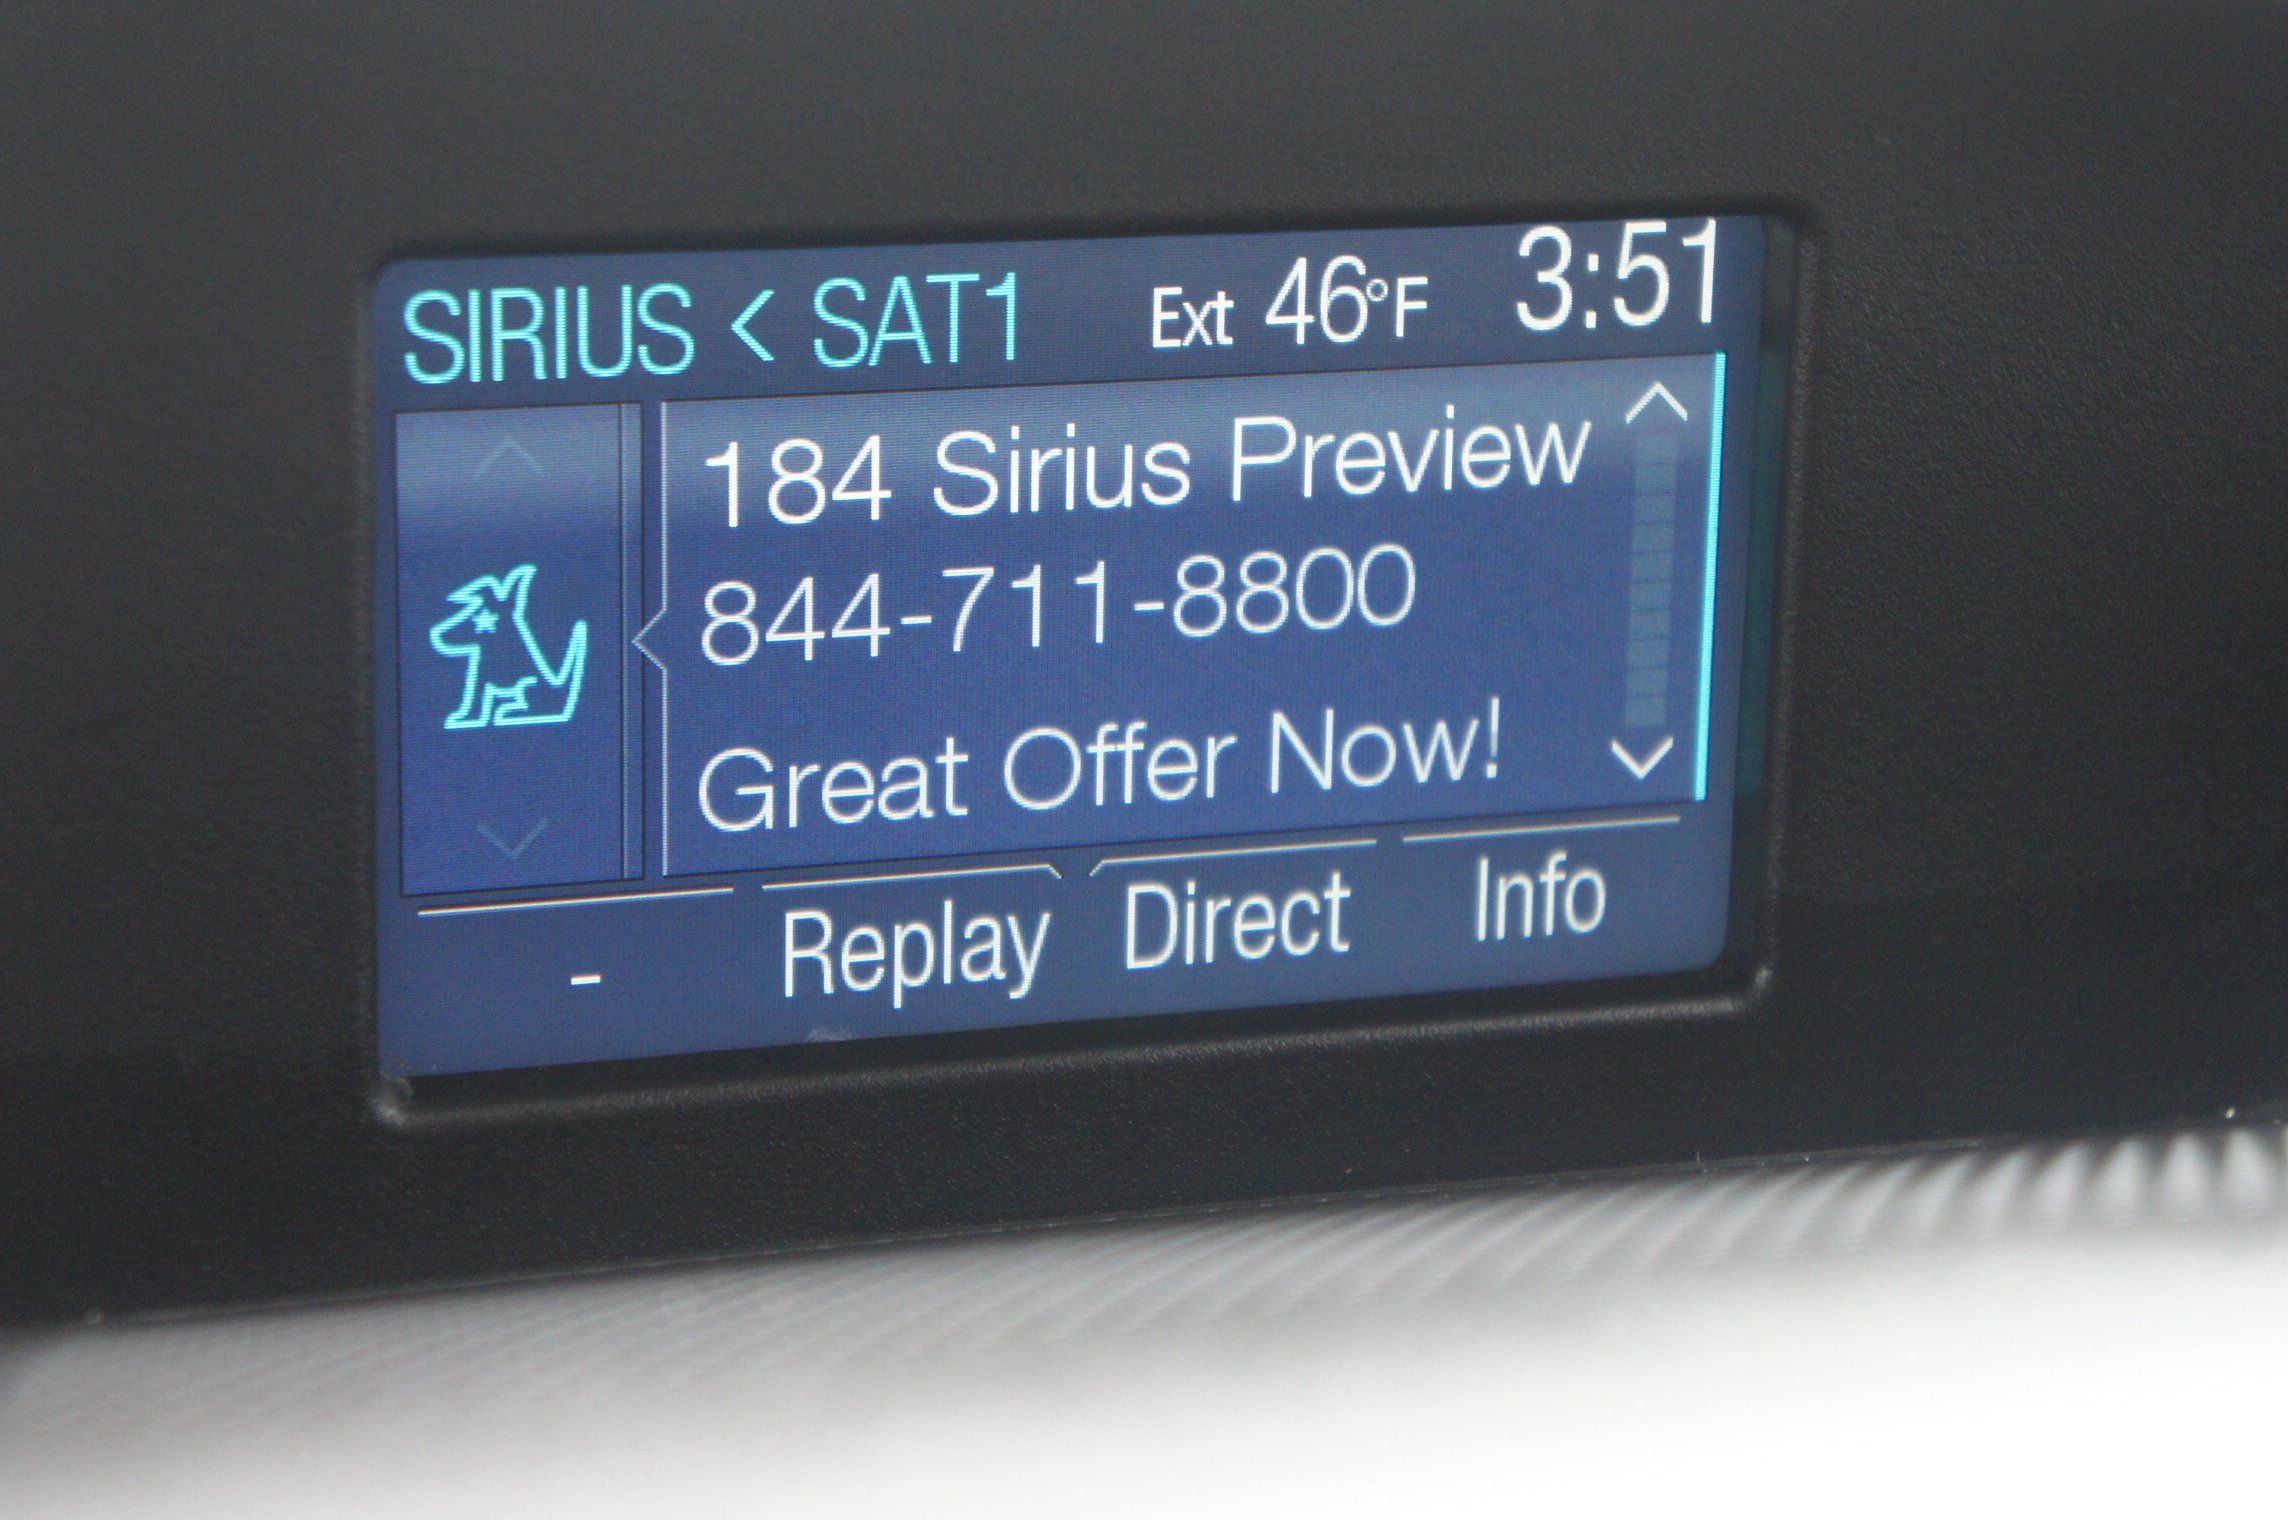 SIRIUS < SAT1 Ext 46°F 3:51
184 Sirius Preview
844-711-8800
Great Offer Now!
- Replay Direct Info